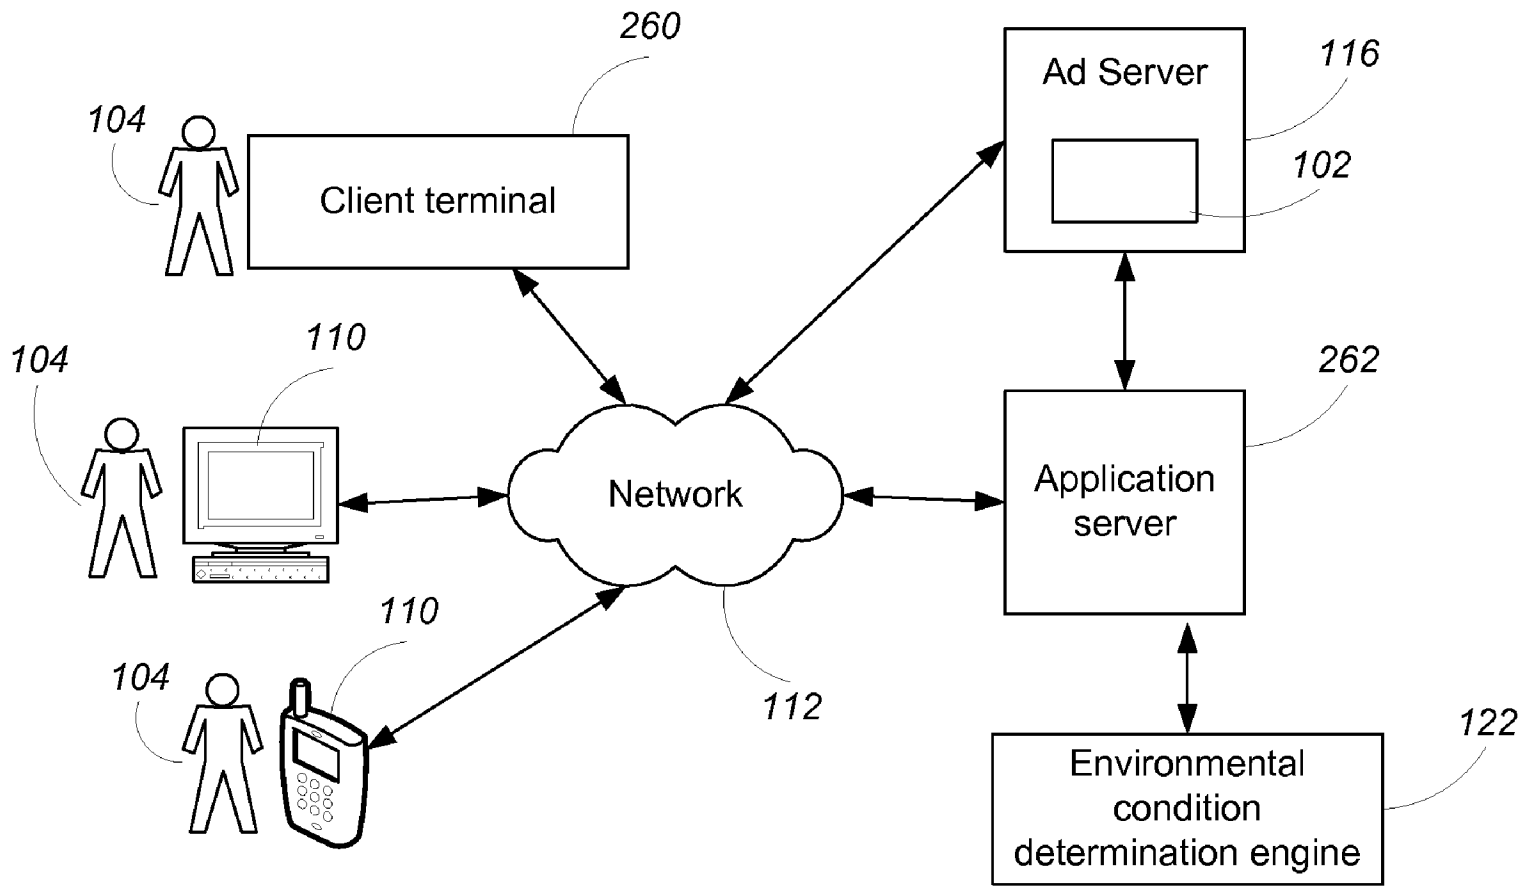 260
Ad Server
116
104
102
Client terminal
110
104
262
Network
Application
server
110
104
112
122
Environmental
condition
determination engine